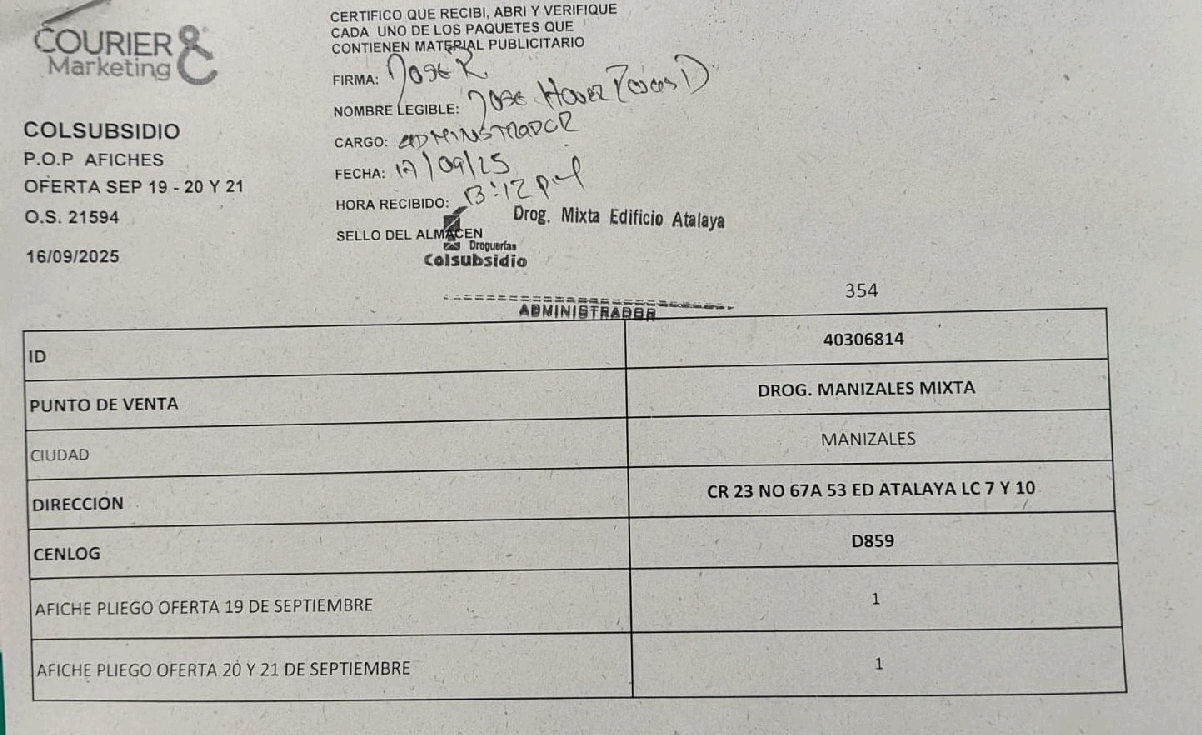 COURIER &
Marketing
COLSUBSIDIO
P.O.P AFICHES
OFERTA SEP 19 - 20 Y 21
O.S. 21594
16/09/2025
CERTIFICO QUE RECIBI, ABRI Y VERIFIQUE
CADA UNO DE LOS PAQUETES QUE
CONTIENEN MATERIAL PUBLICITARIO
FIRMA: Jose R
NOMBRE LEGIBLE: Jose
CARGO: ADMINISTRADOR
FECHA: 17/09/25
HORA RECIBIDO:
SELLO DEL ALMACEN
Drog. Mixta Edificio Atalaya
Droguerías
Colsubsidio
ADMINISTRADOR
354
ID 40306814
PUNTO DE VENTA DROG. MANIZALES MIXTA
CIUDAD MANIZALES
DIRECCION CR 23 NO 67A 53 ED ATALAYA LC 7 Y 10
CENLOG D859
AFICHE PLIEGO OFERTA 19 DE SEPTIEMBRE 1
AFICHE PLIEGO OFERTA 20 Y 21 DE SEPTIEMBRE 1